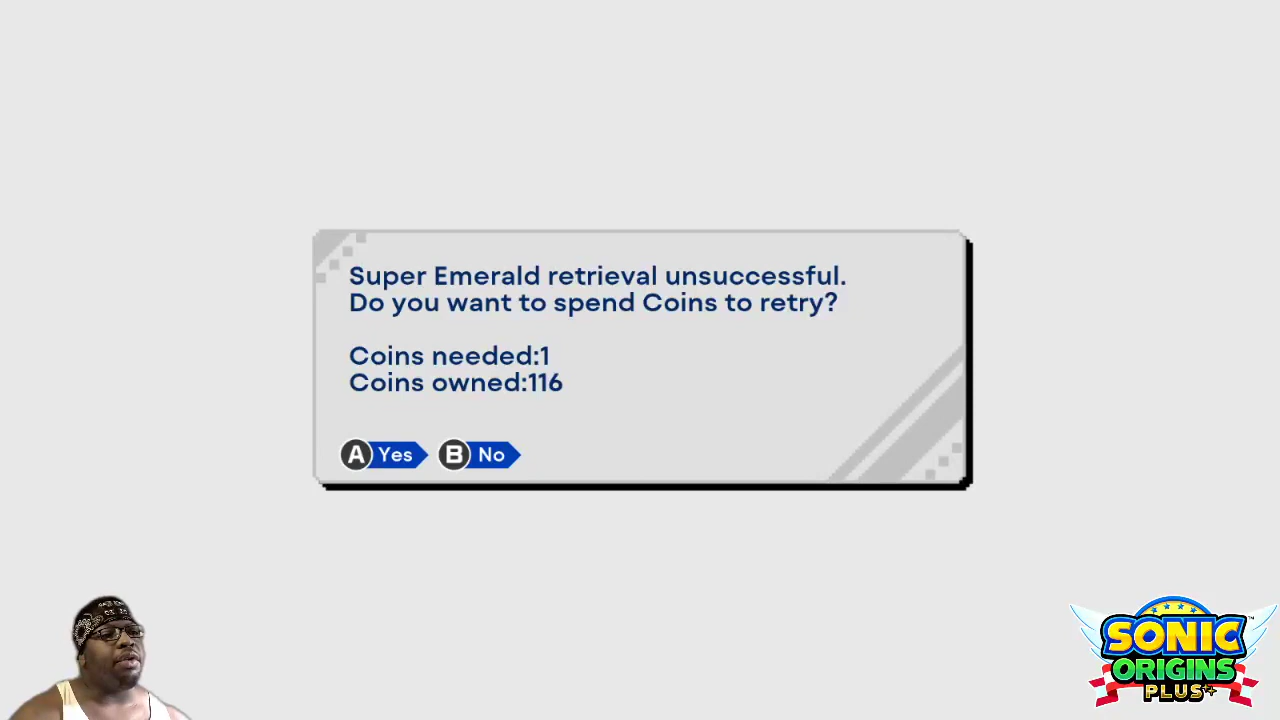 Super Emerald retrieval unsuccessful.
Do you want to spend Coins to retry?
Coins needed:1
Coins owned:116
A Yes B No
SONIC
ORIGINS
PLUS+